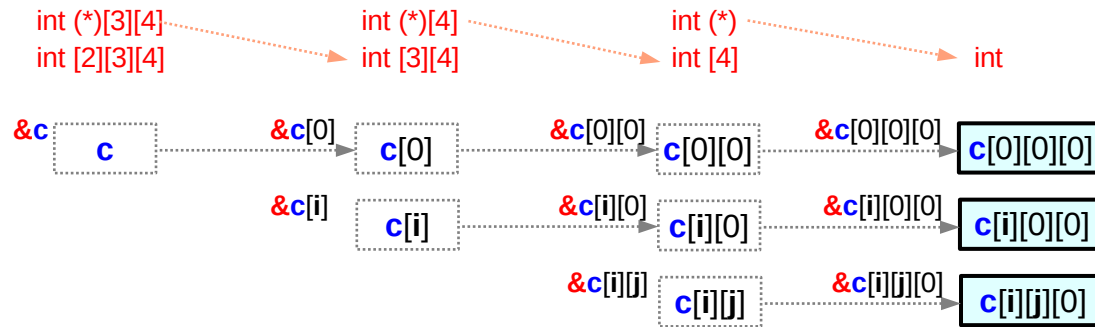 int (*)[3][4] int (*)[4] int (*)
int [2][3][4] int [3][4] int [4] int
&c c &c[0] c[0] &c[0][0] c[0][0] &c[0][0][0] c[0][0][0]
&c[i] c[i] &c[i][0] c[i][0] &c[i][0][0] c[i][0][0]
&c[i][j] c[i][j] &c[i][j][0] c[i][j][0]